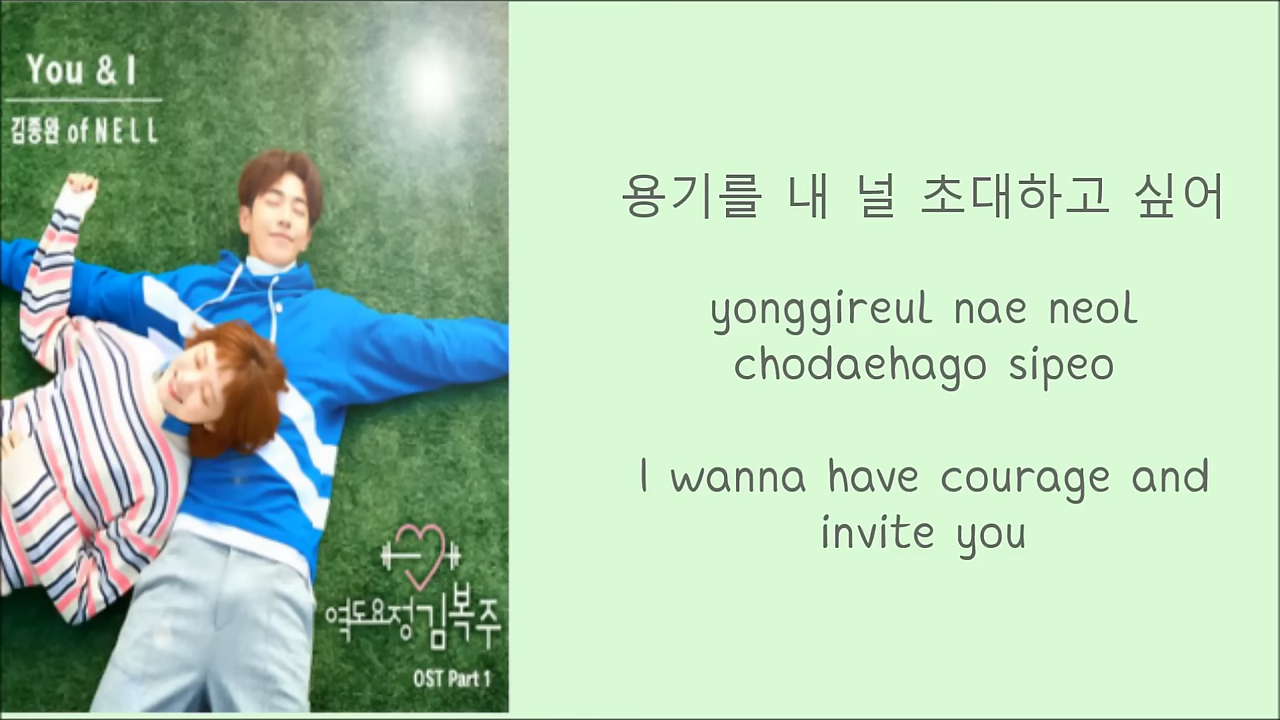 You & I
김종완 of NELL
역도요정김복주
OST Part 1
용기를 내 널 초대하고 싶어
yonggireul nae neol
chodaehago sipeo
I wanna have courage and
invite you